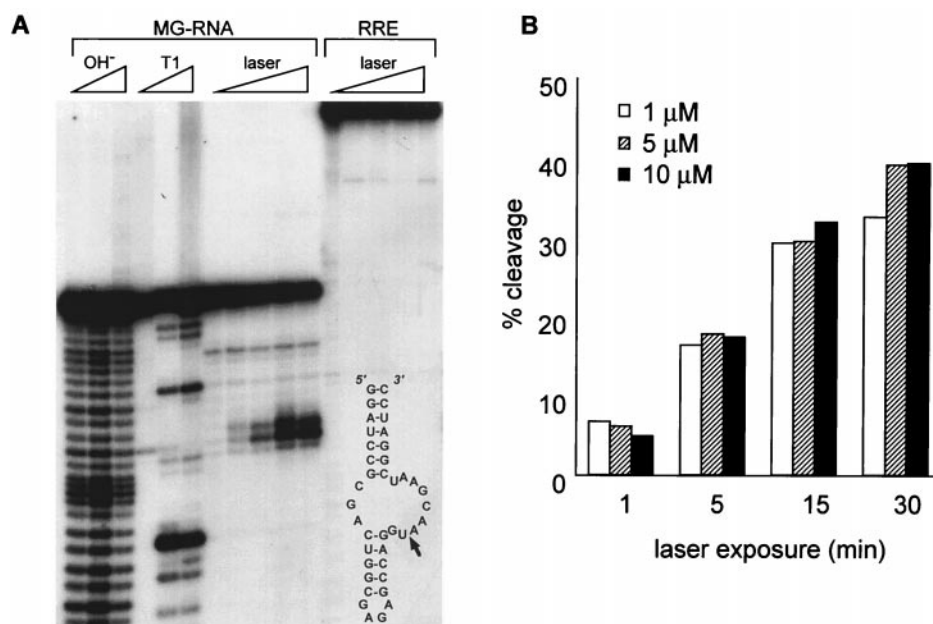 A
MG-RNA RRE
OH⁻ T1 laser laser
5' 3'
G-C
G-C
A-U
U-A
C-G
C-G
G-C U A A
C G
G C
A A
C-G G U A
U-A
G-C
G-C
C-G
G A
A G
B
50
40
30
20
10
0
% cleavage
1 μM
5 μM
10 μM
1 5 15 30
laser exposure (min)